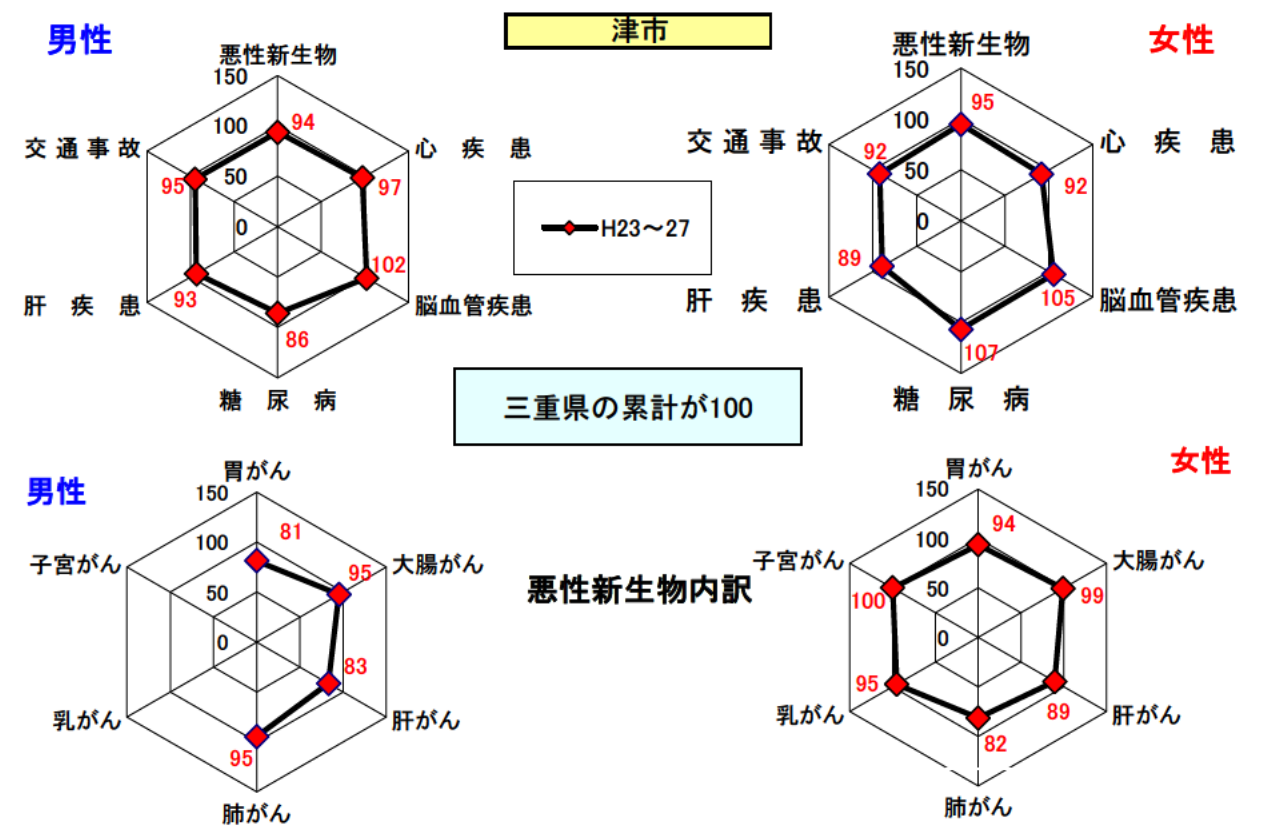 津市
男性
悪性新生物
150
100
50
0
94
心 疾 患
97
102
脳血管疾患
86
糖 尿 病
93
肝 疾 患
95
交 通 事 故
H23～27
女性
悪性新生物
150
100
50
0
95
心 疾 患
92
105
脳血管疾患
107
糖 尿 病
89
肝 疾 患
92
交 通 事 故
三重県の累計が100
男性
胃がん
150
100
50
0
81
大腸がん
95
83
肝がん
95
肺がん
乳がん
子宮がん
悪性新生物内訳
女性
胃がん
150
100
50
0
94
大腸がん
99
89
肝がん
82
肺がん
95
乳がん
100
子宮がん